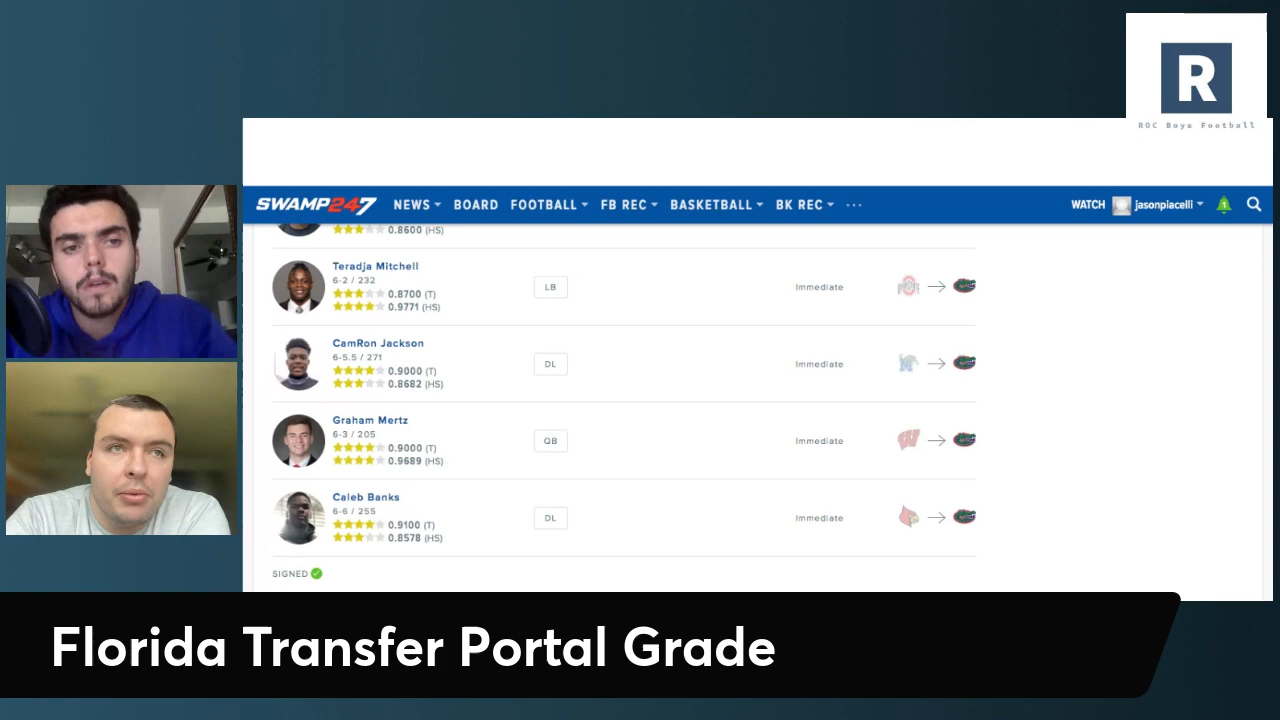 R
ROC Boys Football
SWAMP247 NEWS BOARD FOOTBALL FB REC BASKETBALL BK REC ... WATCH jasonpiacelli 1
0.8600 (HS)
Teradja Mitchell
6-2 / 232
0.8700 (T)
0.9771 (HS)
LB
Immediate
CamRon Jackson
6-5.5 / 271
0.9000 (T)
0.8682 (HS)
DL
Immediate
Graham Mertz
6-3 / 205
0.9000 (T)
0.9689 (HS)
QB
Immediate
Caleb Banks
6-6 / 255
0.9100 (T)
0.8578 (HS)
DL
Immediate
SIGNED
Florida Transfer Portal Grade